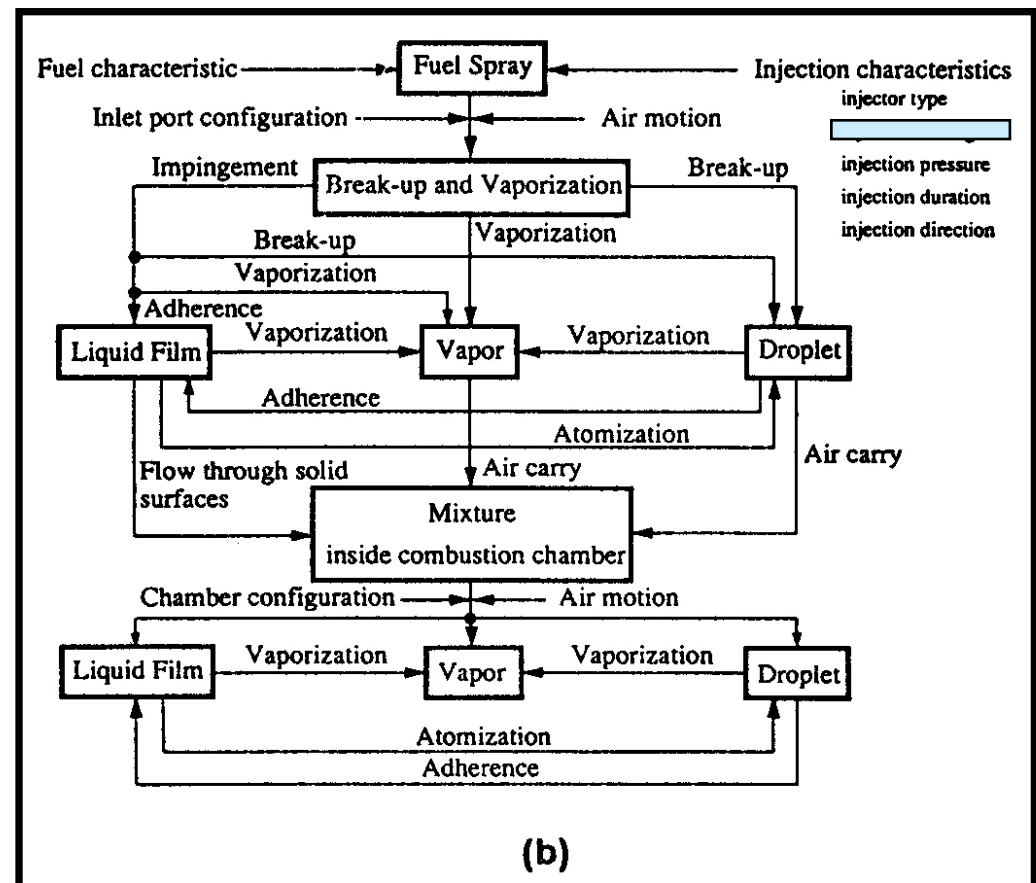 Fuel characteristic
Fuel Spray
Injection characteristics
injector type
injection pressure
injection duration
injection direction
Inlet port configuration
Air motion
Impingement
Break-up and Vaporization
Break-up
Vaporization
Break-up
Vaporization
Adherence
Liquid Film
Vaporization
Vapor
Vaporization
Droplet
Adherence
Atomization
Flow through solid
surfaces
Air carry
Air carry
Mixture
inside combustion chamber
Chamber configuration
Air motion
Liquid Film
Vaporization
Vapor
Vaporization
Droplet
Atomization
Adherence
(b)